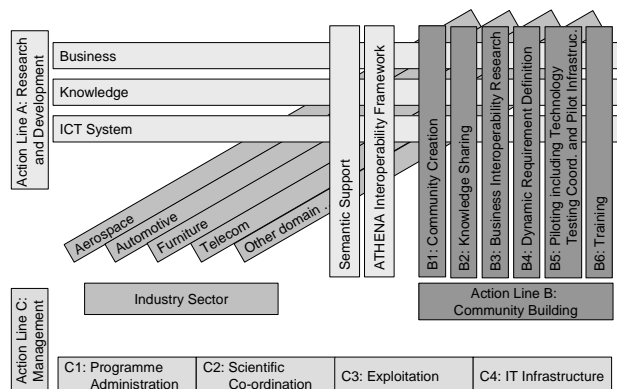 Action Line A: Research
and Development
Business
Knowledge
ICT System
Aerospace
Automotive
Furniture
Telecom
Other domain ...
Semantic Support
ATHENA Interoperability Framework
B1: Community Creation
B2: Knowledge Sharing
B3: Business Interoperability Research
B4: Dynamic Requirement Definition
B5: Piloting including Technology
Testing Coord. and Pilot Infrastruc.
B6: Training
Industry Sector
Action Line B:
Community Building
Action Line C:
Management
C1: Programme
Administration
C2: Scientific
Co-ordination
C3: Exploitation
C4: IT Infrastructure